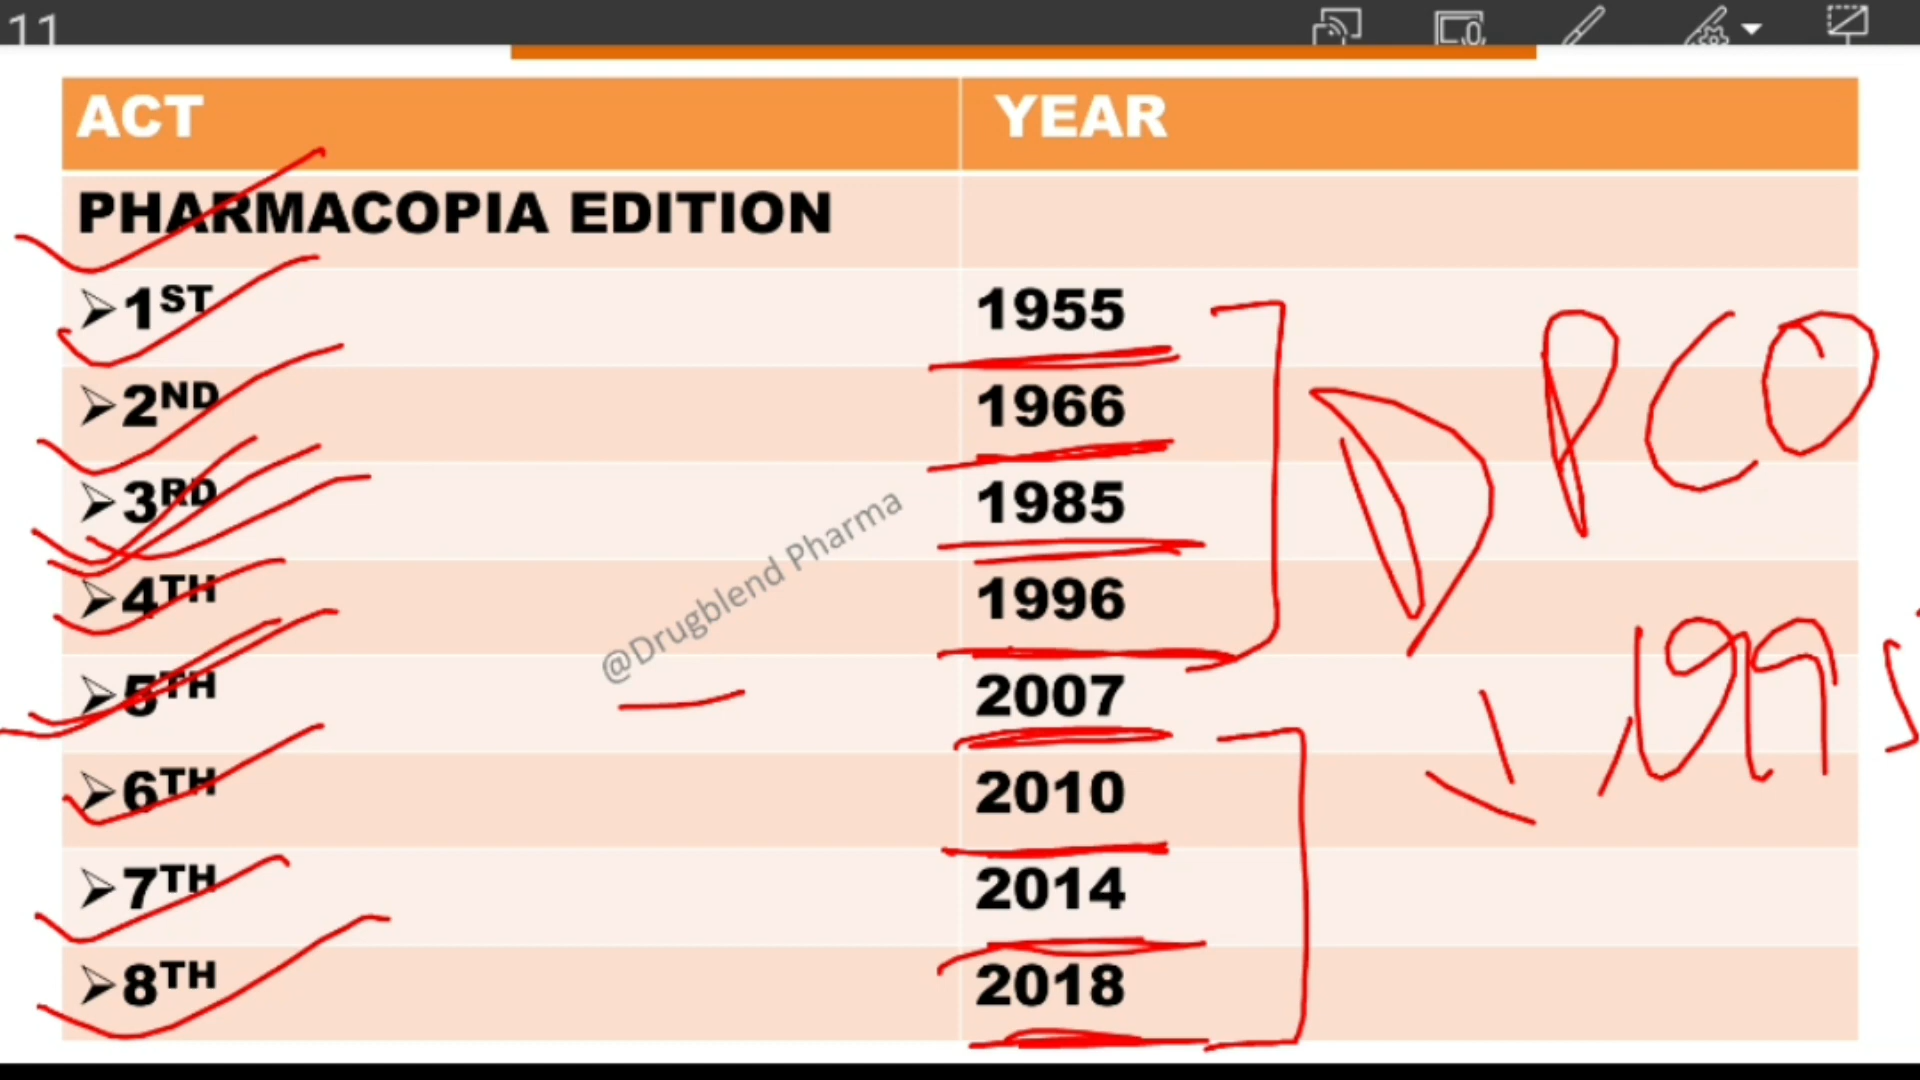 11
ACT YEAR
PHARMACOPIA EDITION
➢1ST 1955
➢2ND 1966
➢3RD 1985
➢4TH 1996
➢5TH 2007
➢6TH 2010
➢7TH 2014
➢8TH 2018
@Drugblend Pharma
DPCO
1995